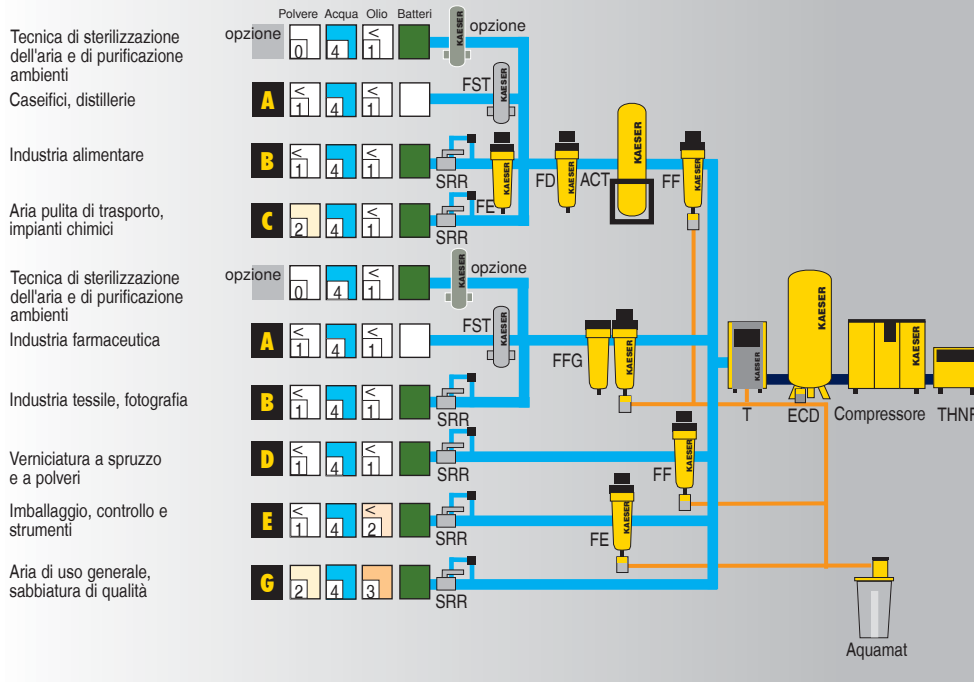 Polvere Acqua Olio Batteri
Tecnica di sterilizzazione
dell'aria e di purificazione
ambienti
opzione 0 4 < 1 KAESER opzione
Caseifici, distillerie
A < 1 4 < 1 FST KAESER
Industria alimentare
B < 1 4 < 1 SRR FE KAESER FD KAESER ACT KAESER FF KAESER
Aria pulita di trasporto,
impianti chimici
C 2 4 < 1 SRR
Tecnica di sterilizzazione
dell'aria e di purificazione
ambienti
opzione 0 4 < 1 KAESER opzione
Industria farmaceutica
A < 1 4 < 1 FST KAESER FFG KAESER
KAESER KAESER KAESER
T ECD Compressore THNF
Industria tessile, fotografia
B < 1 4 < 1 SRR
Verniciatura a spruzzo
e a polveri
D < 1 4 < 1 SRR FF KAESER
Imballaggio, controllo e
strumenti
E < 1 4 < 2 SRR FE KAESER
Aria di uso generale,
sabbiatura di qualità
G 2 4 3 SRR
Aquamat